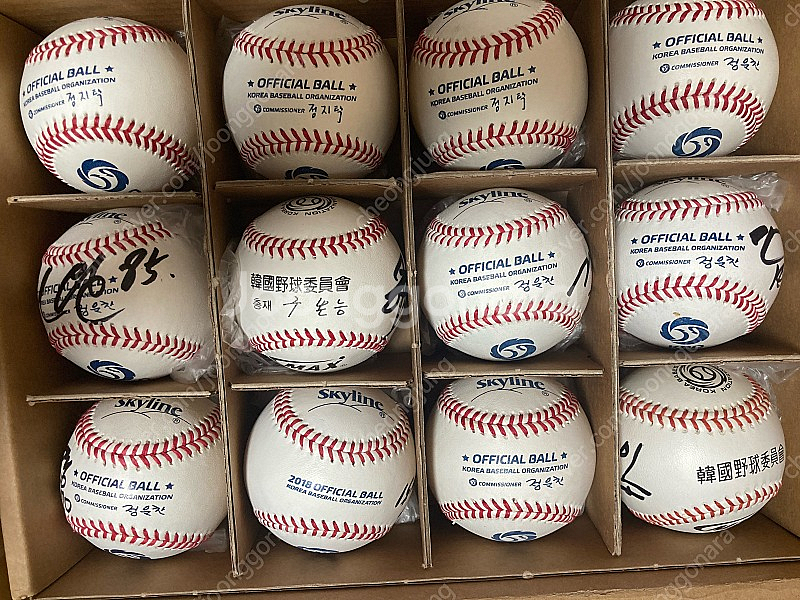 ★ OFFICIAL BALL ★
KOREA BASEBALL ORGANIZATION
COMMISSIONER 정지택
skyline
★ OFFICIAL BALL ★
KOREA BASEBALL ORGANIZATION
COMMISSIONER 정지택
skyline
★ OFFICIAL BALL ★
KOREA BASEBALL ORGANIZATION
COMMISSIONER 정지택
★ OFFICIAL BALL ★
KOREA BASEBALL ORGANIZATION
COMMISSIONER 정운찬
skyline
OFFICIAL
85.
정운찬
韓國野球委員會
총재
MAX
skyline
★ OFFICIAL BALL ★
KOREA BASEBALL ORGANIZATION
COMMISSIONER 정운찬
★ OFFICIAL BALL ★
KOREA BASEBALL ORGANIZATION
COMMISSIONER 정운찬
skyline
★ OFFICIAL BALL ★
KOREA BASEBALL ORGANIZATION
COMMISSIONER 정운찬
skyline
2018 OFFICIAL BALL
KOREA BASEBALL ORGANIZATION
skyline
★ OFFICIAL BALL ★
KOREA BASEBALL ORGANIZATION
COMMISSIONER 정운찬
韓國野球委員會